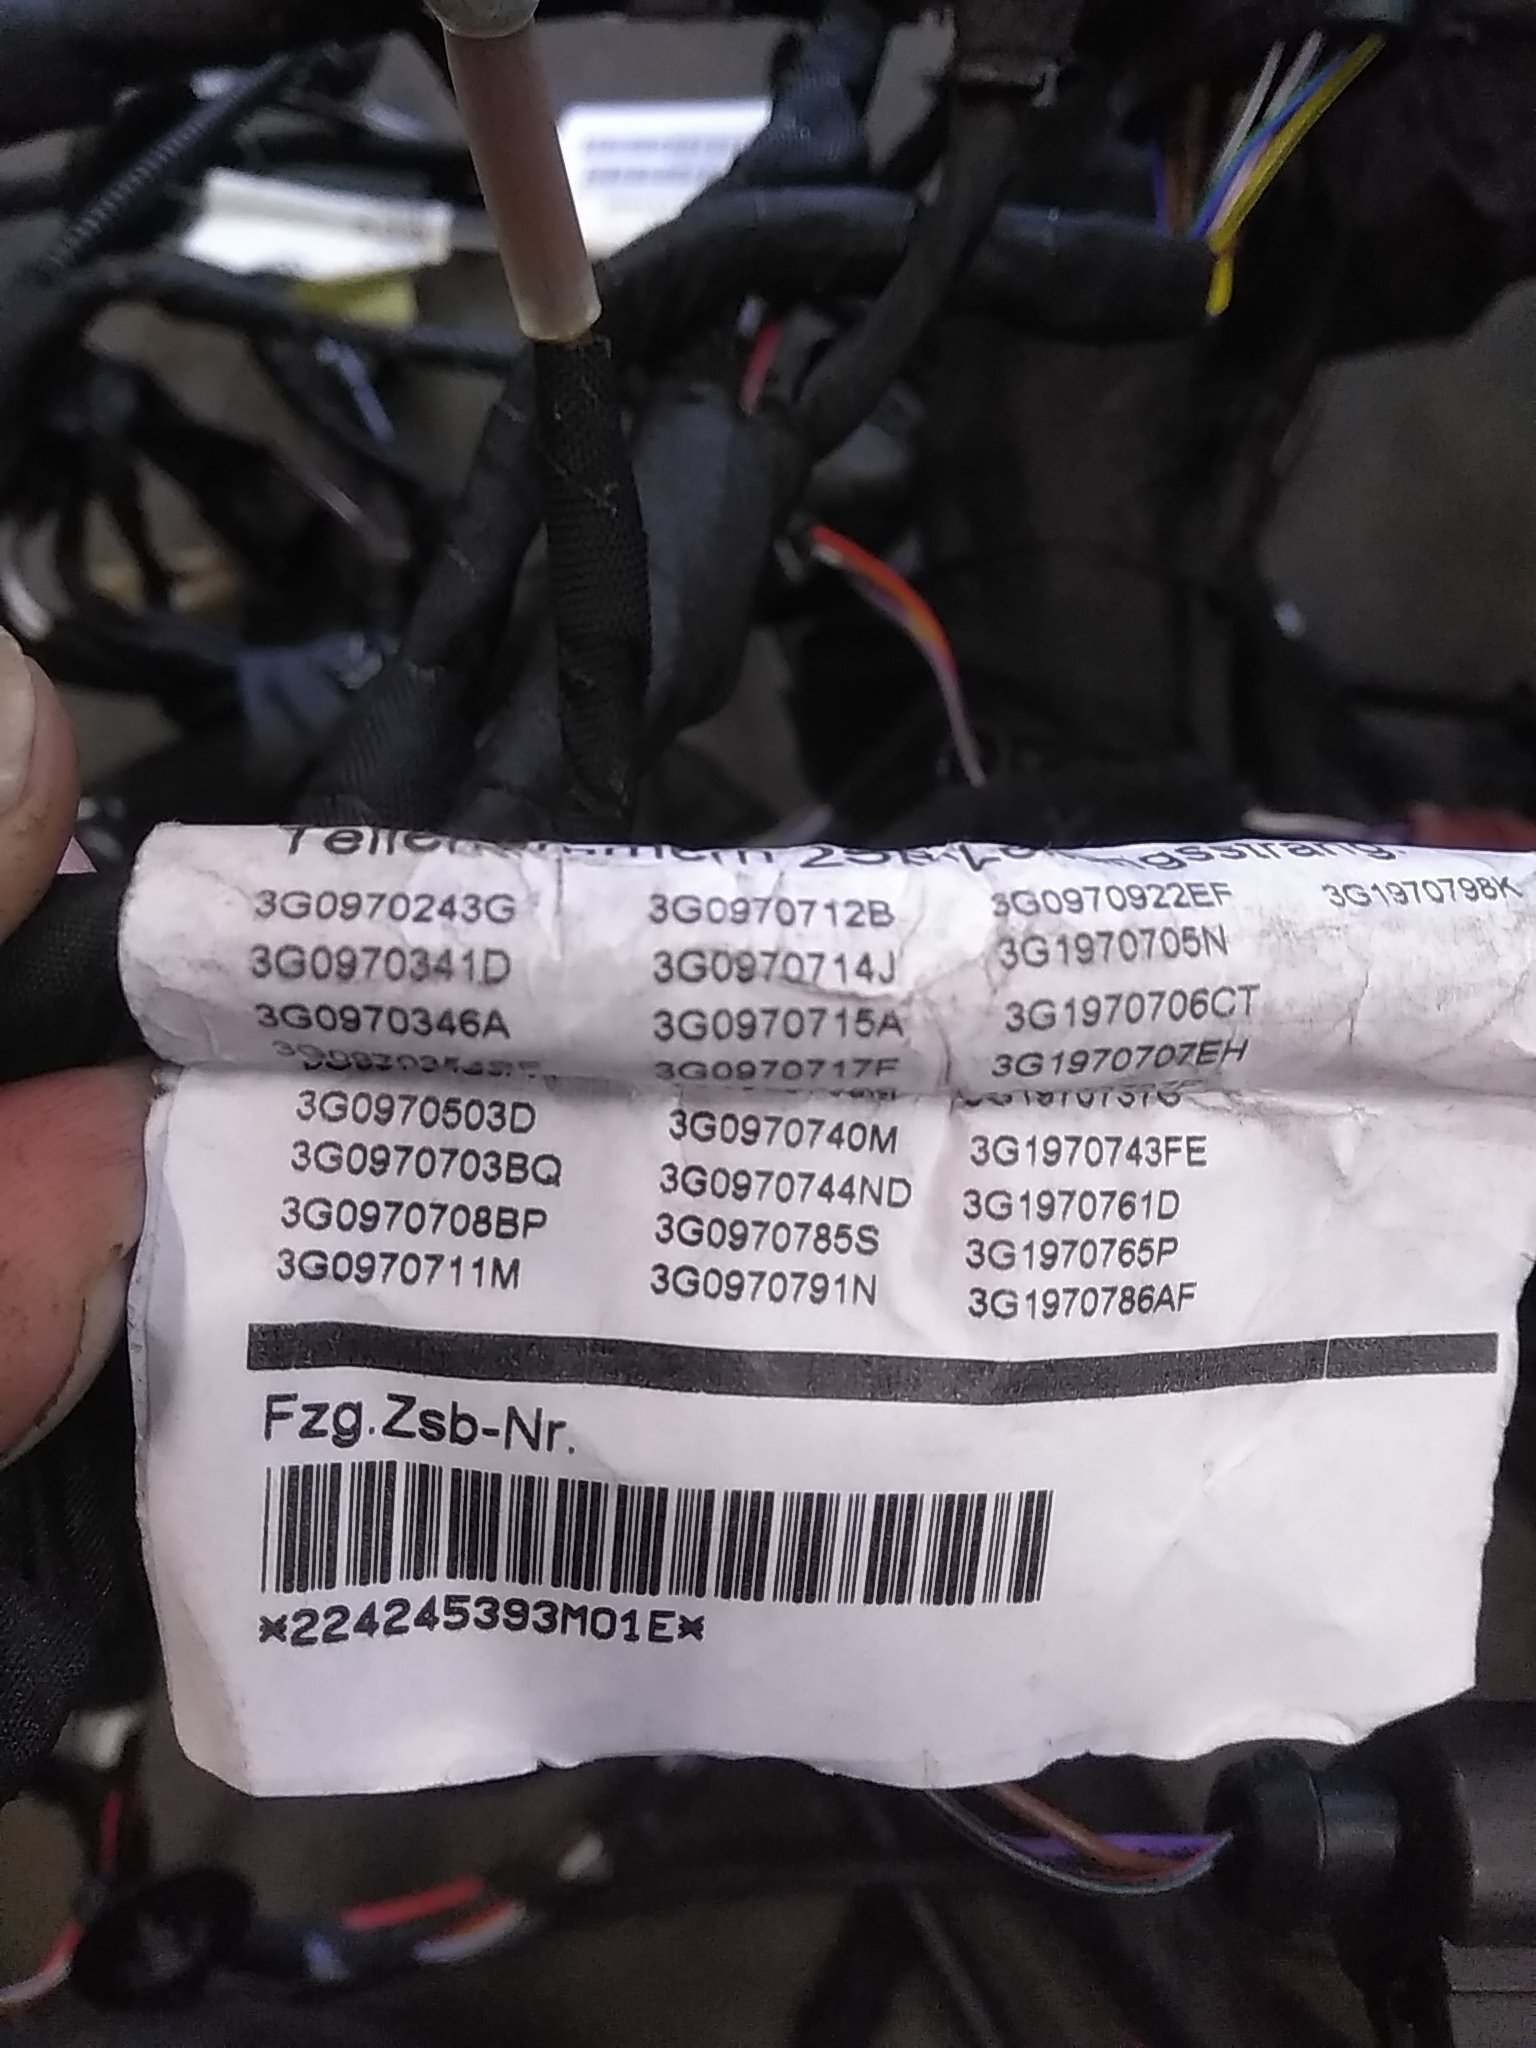 3G0970243G 3G0970712B 3G0970922EF 3G1970798K
3G0970341D 3G0970714J 3G1970705N
3G0970346A 3G0970715A 3G1970706CT
3G0970717F 3G1970707EH
3G0970503D 3G0970740M 3G1970743FE
3G0970703BQ 3G0970744ND 3G1970761D
3G0970708BP 3G0970785S 3G1970765P
3G0970711M 3G0970791N 3G1970786AF
Fzg.Zsb-Nr.
*224245393M01E*